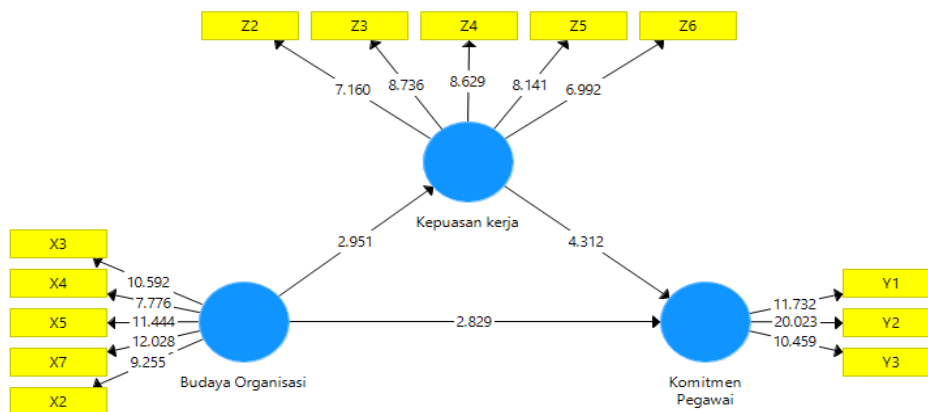 Z2
Z3
Z4
Z5
Z6
7.160
8.736
8.629
8.141
6.992
Kepuasan kerja
2.951
4.312
X3
X4
X5
X7
X2
10.592
7.776
11.444
12.028
9.255
Budaya Organisasi
2.829
Komitmen
Pegawai
11.732
20.023
10.459
Y1
Y2
Y3